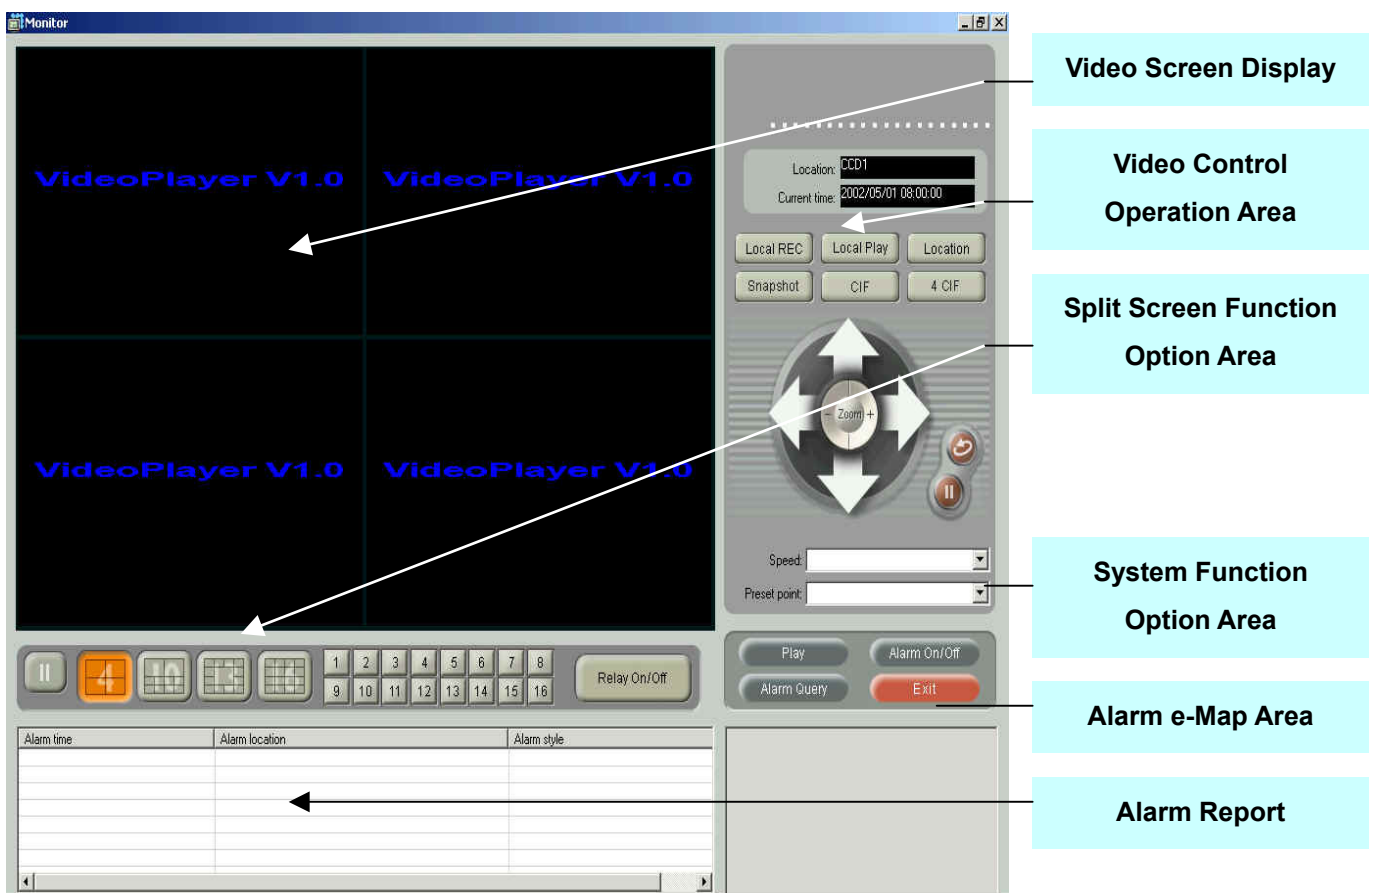 Monitor
VideoPlayer V1.0
VideoPlayer V1.0
VideoPlayer V1.0
VideoPlayer V1.0
Location: CCD1
Current time: 2002/05/01 08:00:00
Local REC
Local Play
Location
Snapshot
CIF
4 CIF
- Zoom +
Speed:
Preset point:
4
10
13
16
1 2 3 4 5 6 7 8
9 10 11 12 13 14 15 16
Relay On/Off
Play
Alarm On/Off
Alarm Query
Exit
Alarm time
Alarm location
Alarm style
Video Screen Display
Video Control
Operation Area
Split Screen Function
Option Area
System Function
Option Area
Alarm e-Map Area
Alarm Report